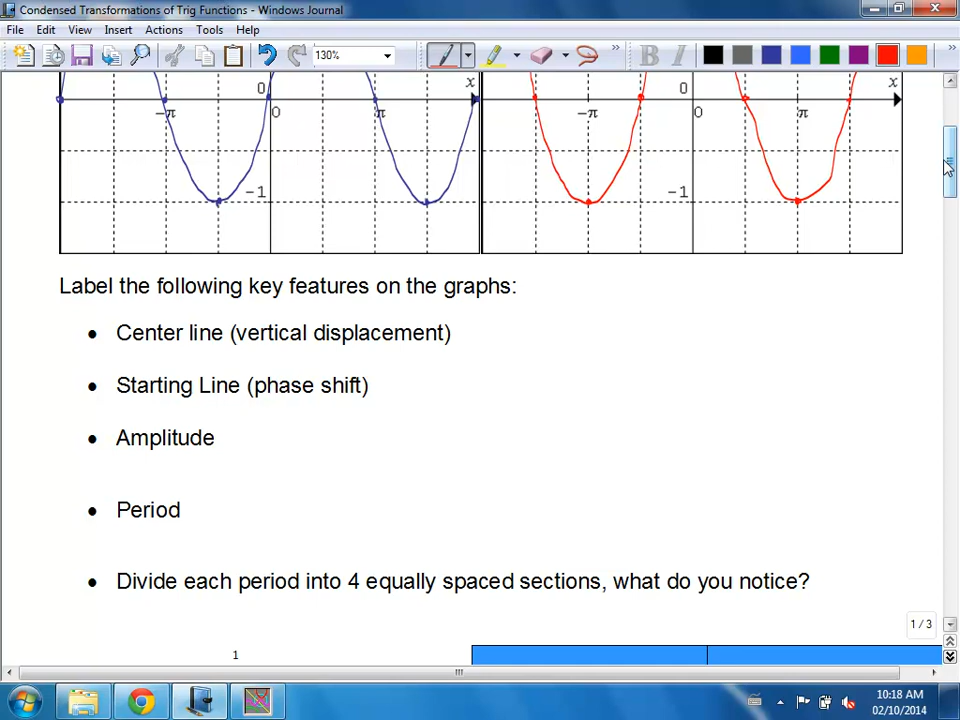 Condensed Transformations of Trig Functions - Windows Journal
File Edit View Insert Actions Tools Help
130%
0 x 0 x
−π 0 π −π 0 π
−1 −1
Label the following key features on the graphs:
• Center line (vertical displacement)
• Starting Line (phase shift)
• Amplitude
• Period
• Divide each period into 4 equally spaced sections, what do you notice?
1 / 3
1
10:18 AM
02/10/2014